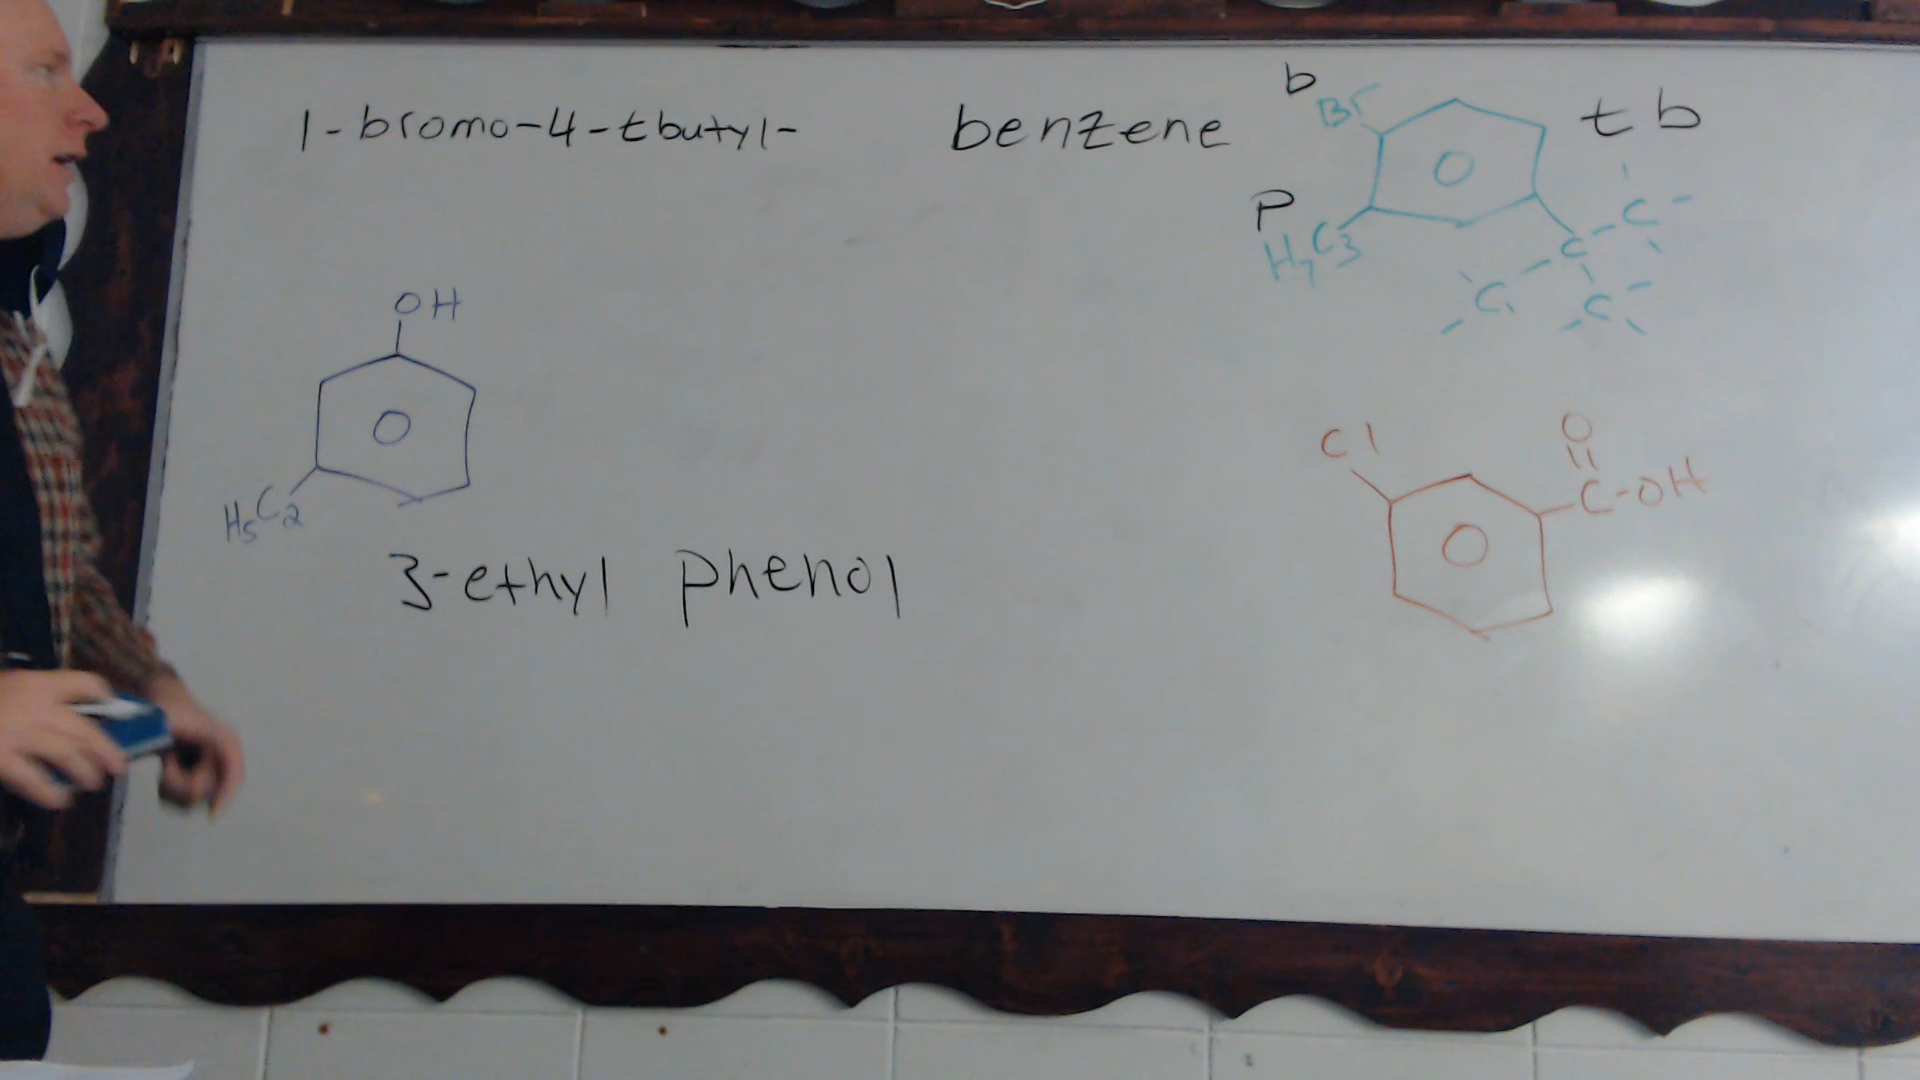 1-bromo-4-tbutyl- benzene
b
Br
t b
P
H7C3
C
C
C
C
OH
H5C2
3-ethyl phenol
Cl
O
C-OH